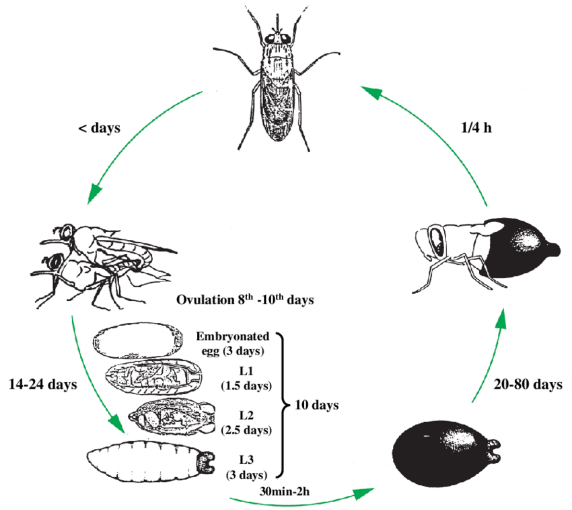 < days
1/4 h
Ovulation 8th -10th days
Embryonated
egg (3 days)
L1
(1.5 days)
L2
(2.5 days)
L3
(3 days)
10 days
14-24 days
20-80 days
30min-2h